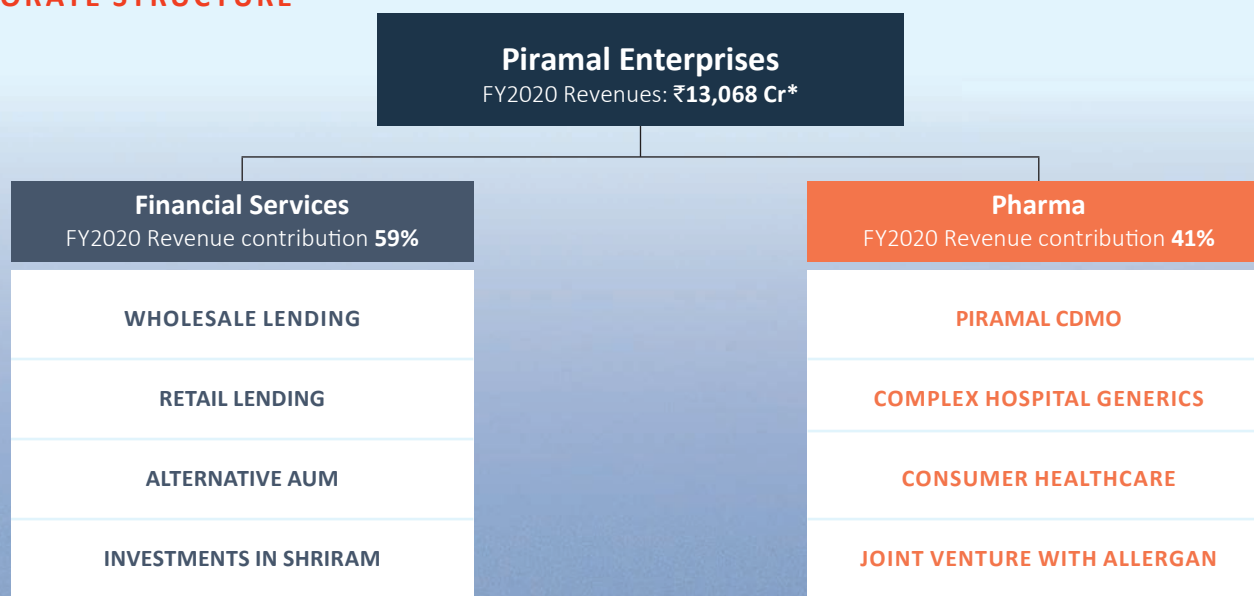 ORATE STRUCTURE
Piramal Enterprises
FY2020 Revenues: ₹13,068 Cr*
Financial Services
FY2020 Revenue contribution 59%
WHOLESALE LENDING
RETAIL LENDING
ALTERNATIVE AUM
INVESTMENTS IN SHRIRAM
Pharma
FY2020 Revenue contribution 41%
PIRAMAL CDMO
COMPLEX HOSPITAL GENERICS
CONSUMER HEALTHCARE
JOINT VENTURE WITH ALLERGAN